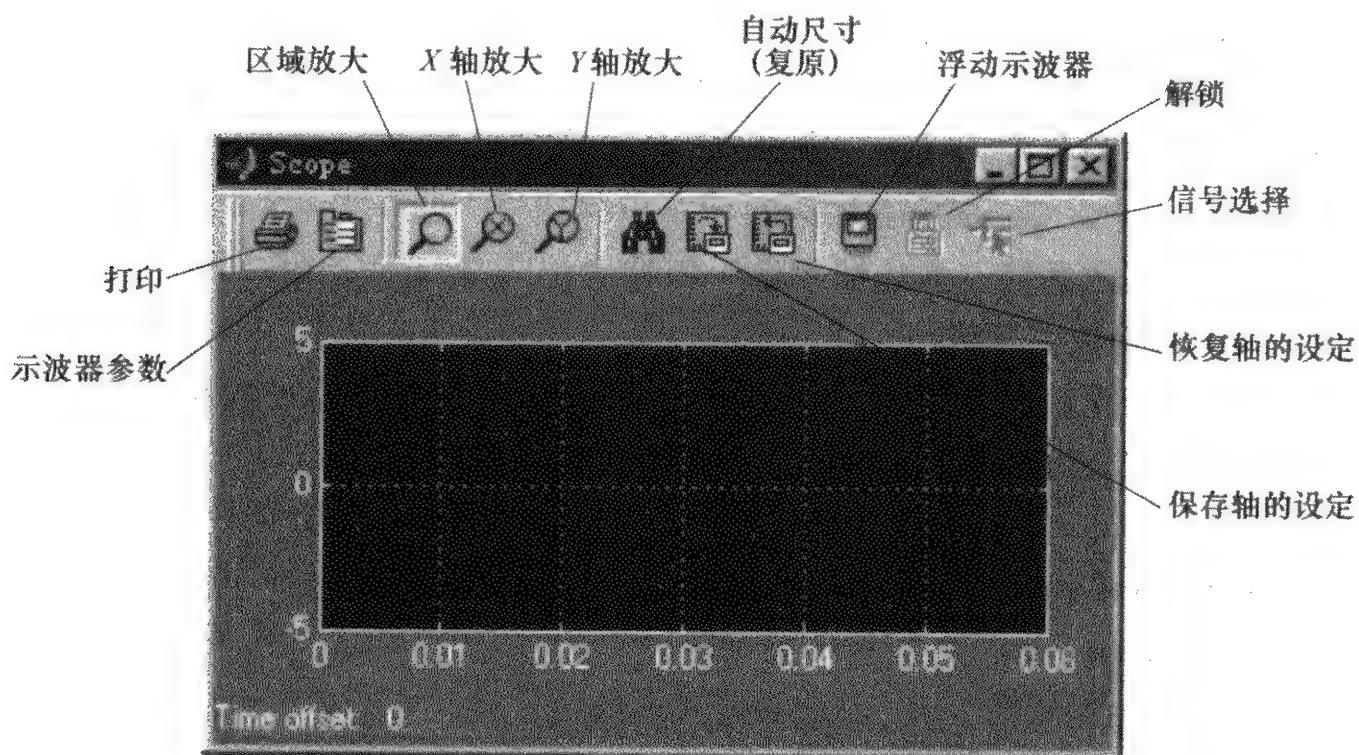 自动尺寸
(复原)
区域放大
X 轴放大
Y 轴放大
浮动示波器
解锁
Scope
信号选择
打印
示波器参数
恢复轴的设定
保存轴的设定
5
0
-5
0
0.01
0.02
0.03
0.04
0.05
0.06
Time offset: 0